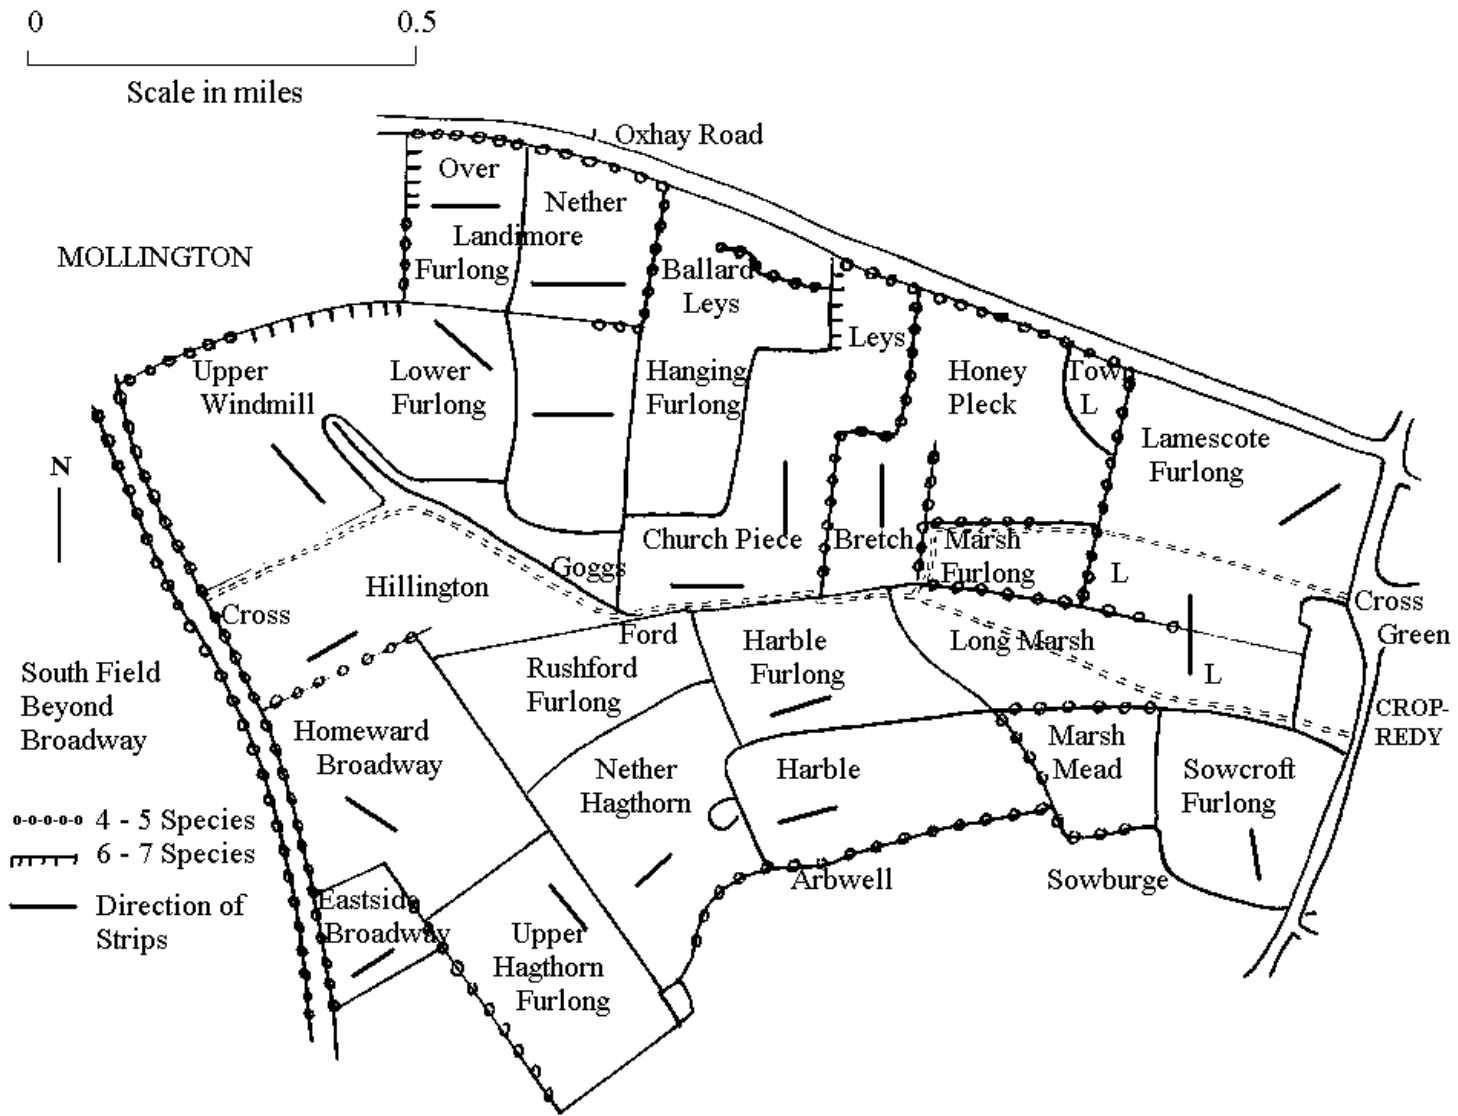 0 0.5
Scale in miles
Oxhay Road
Over
Nether
Landimore
Furlong
MOLLINGTON
Ballard
Leys
Leys
Upper
Windmill
Lower
Furlong
Hanging
Furlong
Honey
Pleck
Town
L
Lamescote
Furlong
N
Church Piece
Bretch
Marsh
Furlong
L
Goggs
Hillington
Cross
Cross
Green
Ford
Rushford
Furlong
Harble
Furlong
Long Marsh
L
South Field
Beyond
Broadway
Homeward
Broadway
CROP-
REDY
Nether
Hagthorn
Harble
Marsh
Mead
Sowcroft
Furlong
4 - 5 Species
6 - 7 Species
Direction of
Strips
Arbwell
Sowburge
Eastside
Broadway
Upper
Hagthorn
Furlong